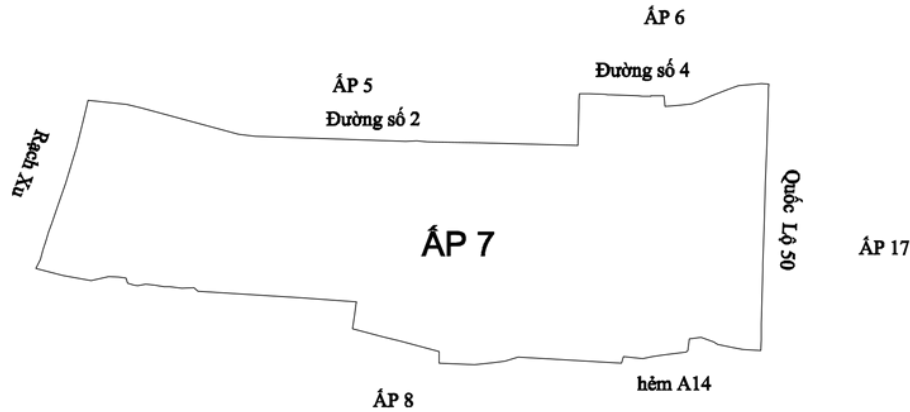 ẤP 6
Đường số 4
ẤP 5
Đường số 2
Rạch Xu
Quốc Lộ 50
ẤP 7
ẤP 17
hẻm A14
ẤP 8